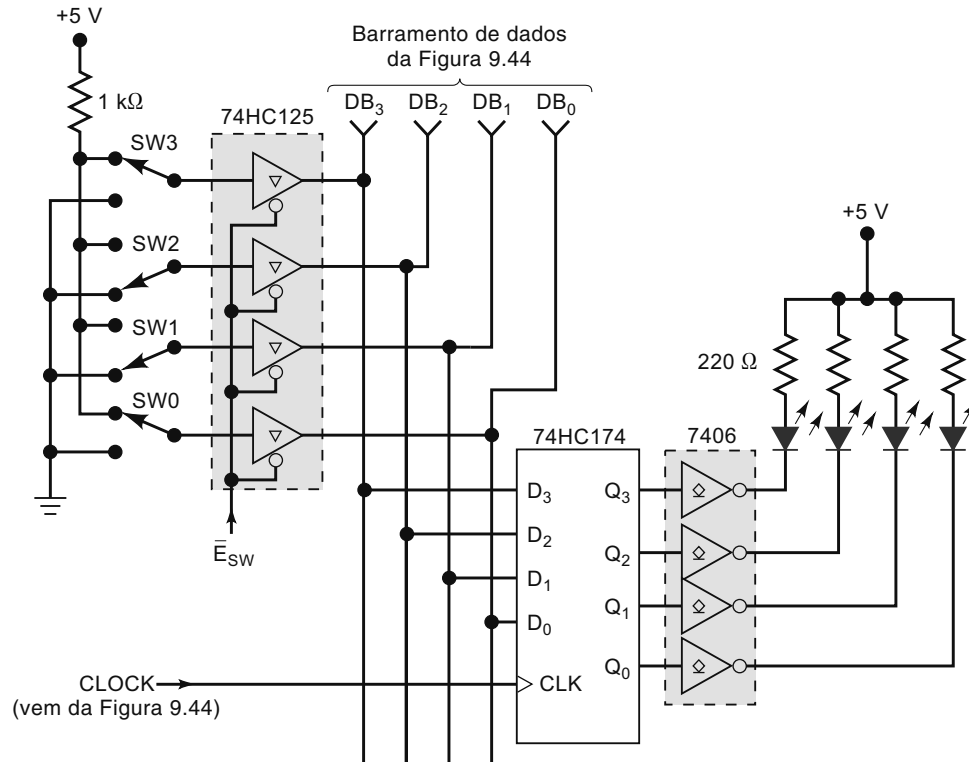 +5 V
Barramento de dados
da Figura 9.44
1 kΩ
74HC125
DB₃
DB₂
DB₁
DB₀
SW3
SW2
SW1
SW0
+5 V
220 Ω
74HC174
7406
D₃
Q₃
D₂
Q₂
D₁
Q₁
D₀
Q₀
E̅SW
CLOCK
CLK
(vem da Figura 9.44)